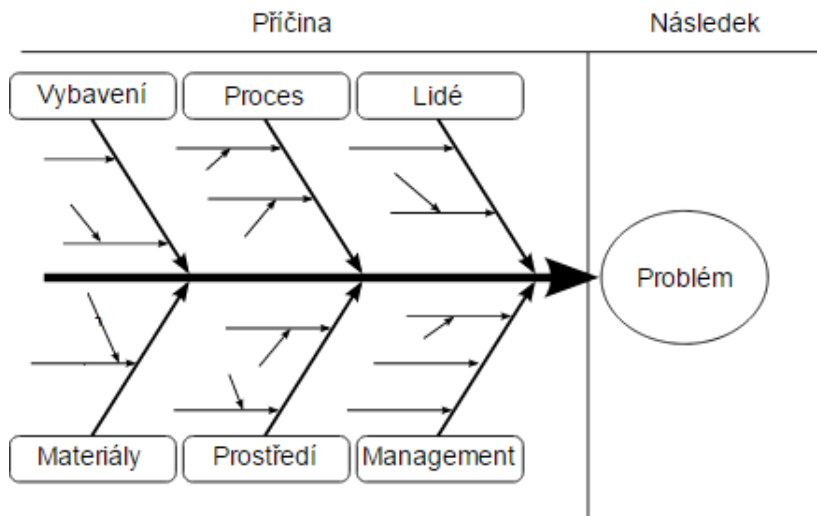 Příčina
Následek
Vybavení
Proces
Lidé
Problém
Materiály
Prostředí
Management